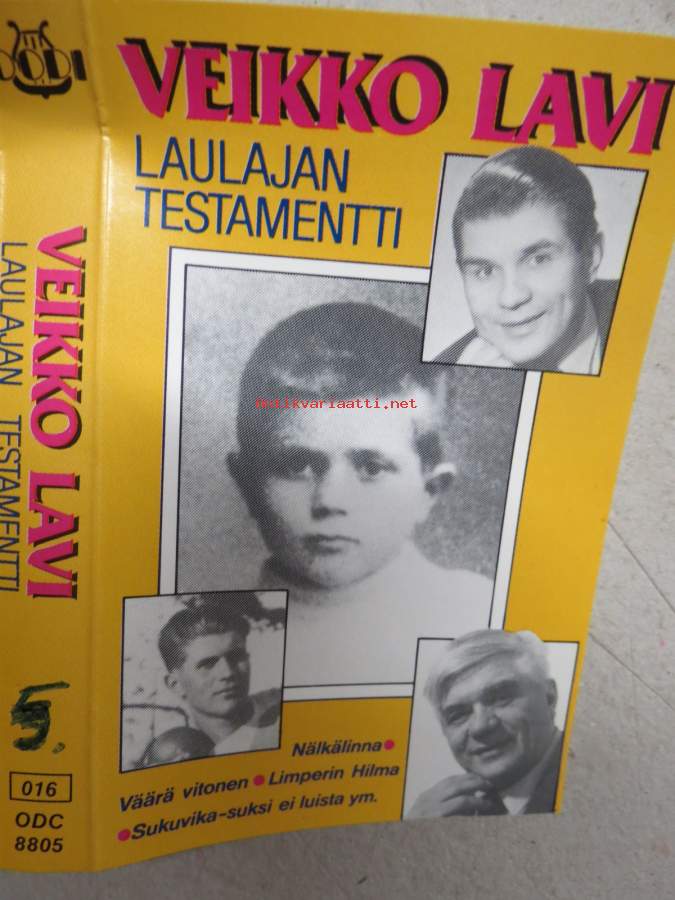 DODI
VEIKKO LAVI
LAULAJAN
TESTAMENTTI
antikvariaatti.net
Nälkälinna●
Väärä vitonen ● Limperin Hilma
●Sukuvika-suksi ei luista ym.
VEIKKO LAVI
LAULAJAN TESTAMENTTI
5.
016
ODC
8805